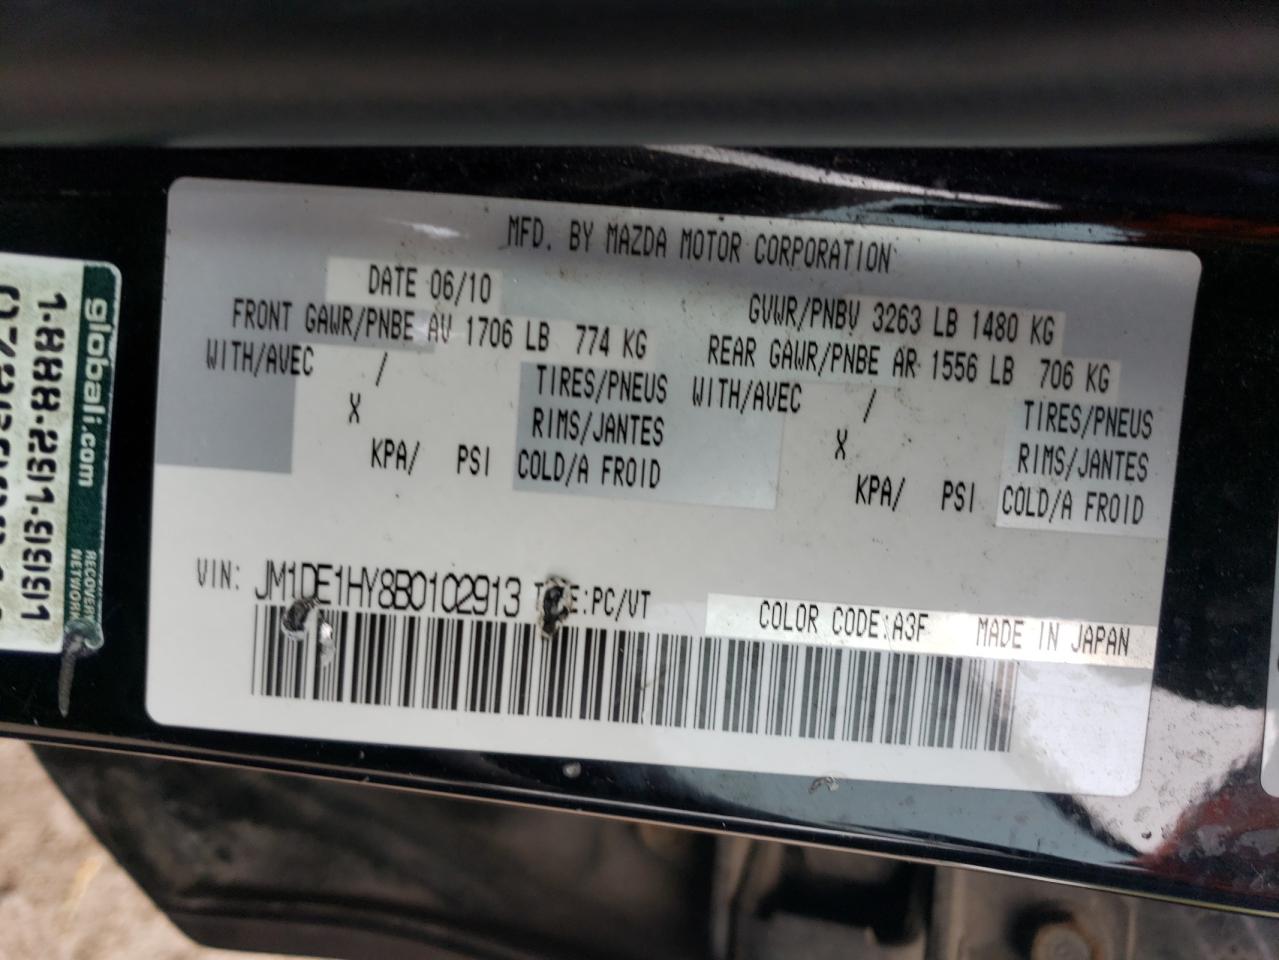 MFD. BY MAZDA MOTOR CORPORATION
DATE 06/10 GVWR/PNBV 3263 LB 1480 KG
FRONT GAWR/PNBE AV 1706 LB 774 KG REAR GAWR/PNBE AR 1556 LB 706 KG
WITH/AVEC / TIRES/PNEUS WITH/AVEC / TIRES/PNEUS
X RIMS/JANTES X RIMS/JANTES
KPA/ PSI COLD/A FROID KPA/ PSI COLD/A FROID
VIN: JM1DE1HY8B0102913 :PC/VT COLOR CODE:A3F MADE IN JAPAN
globali.com
RECOVERY
NETWORK
1-888-291-9991